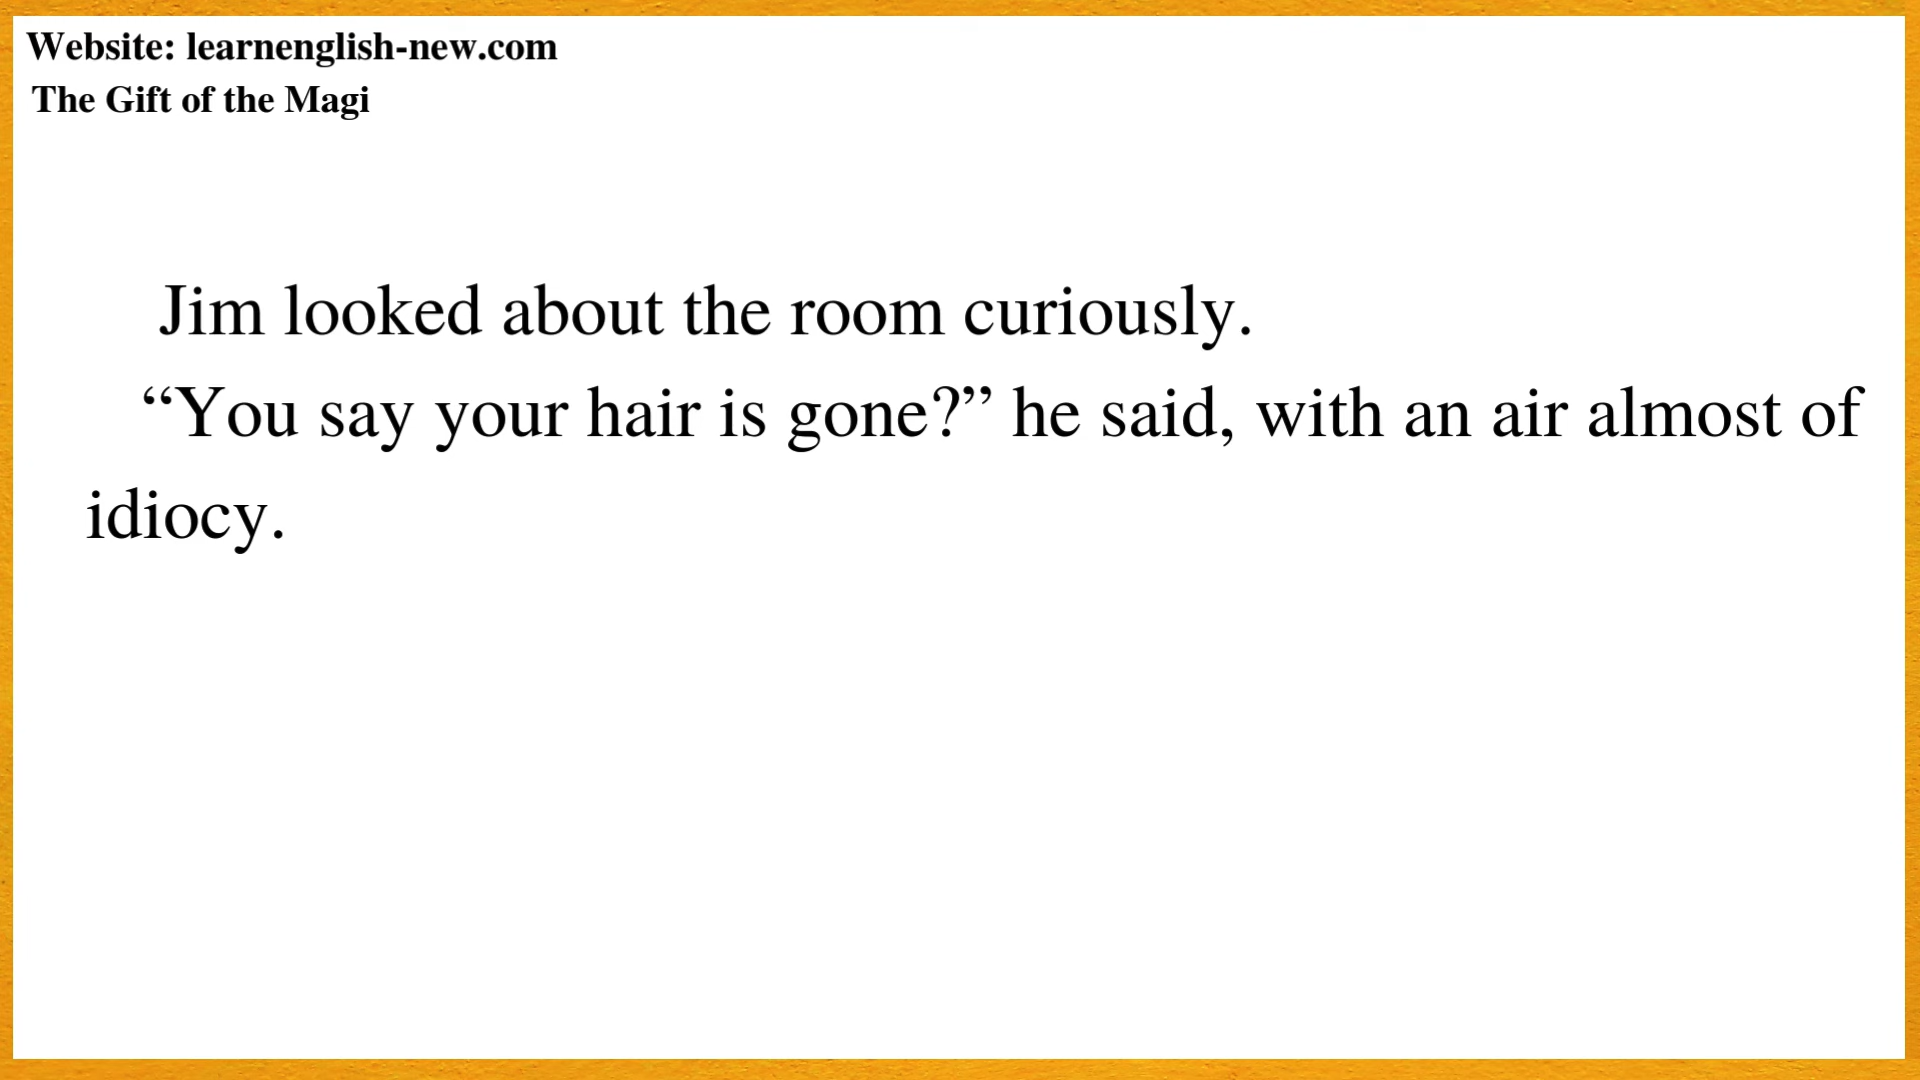 Website: learnenglish-new.com
The Gift of the Magi
Jim looked about the room curiously.
“You say your hair is gone?” he said, with an air almost of
idiocy.